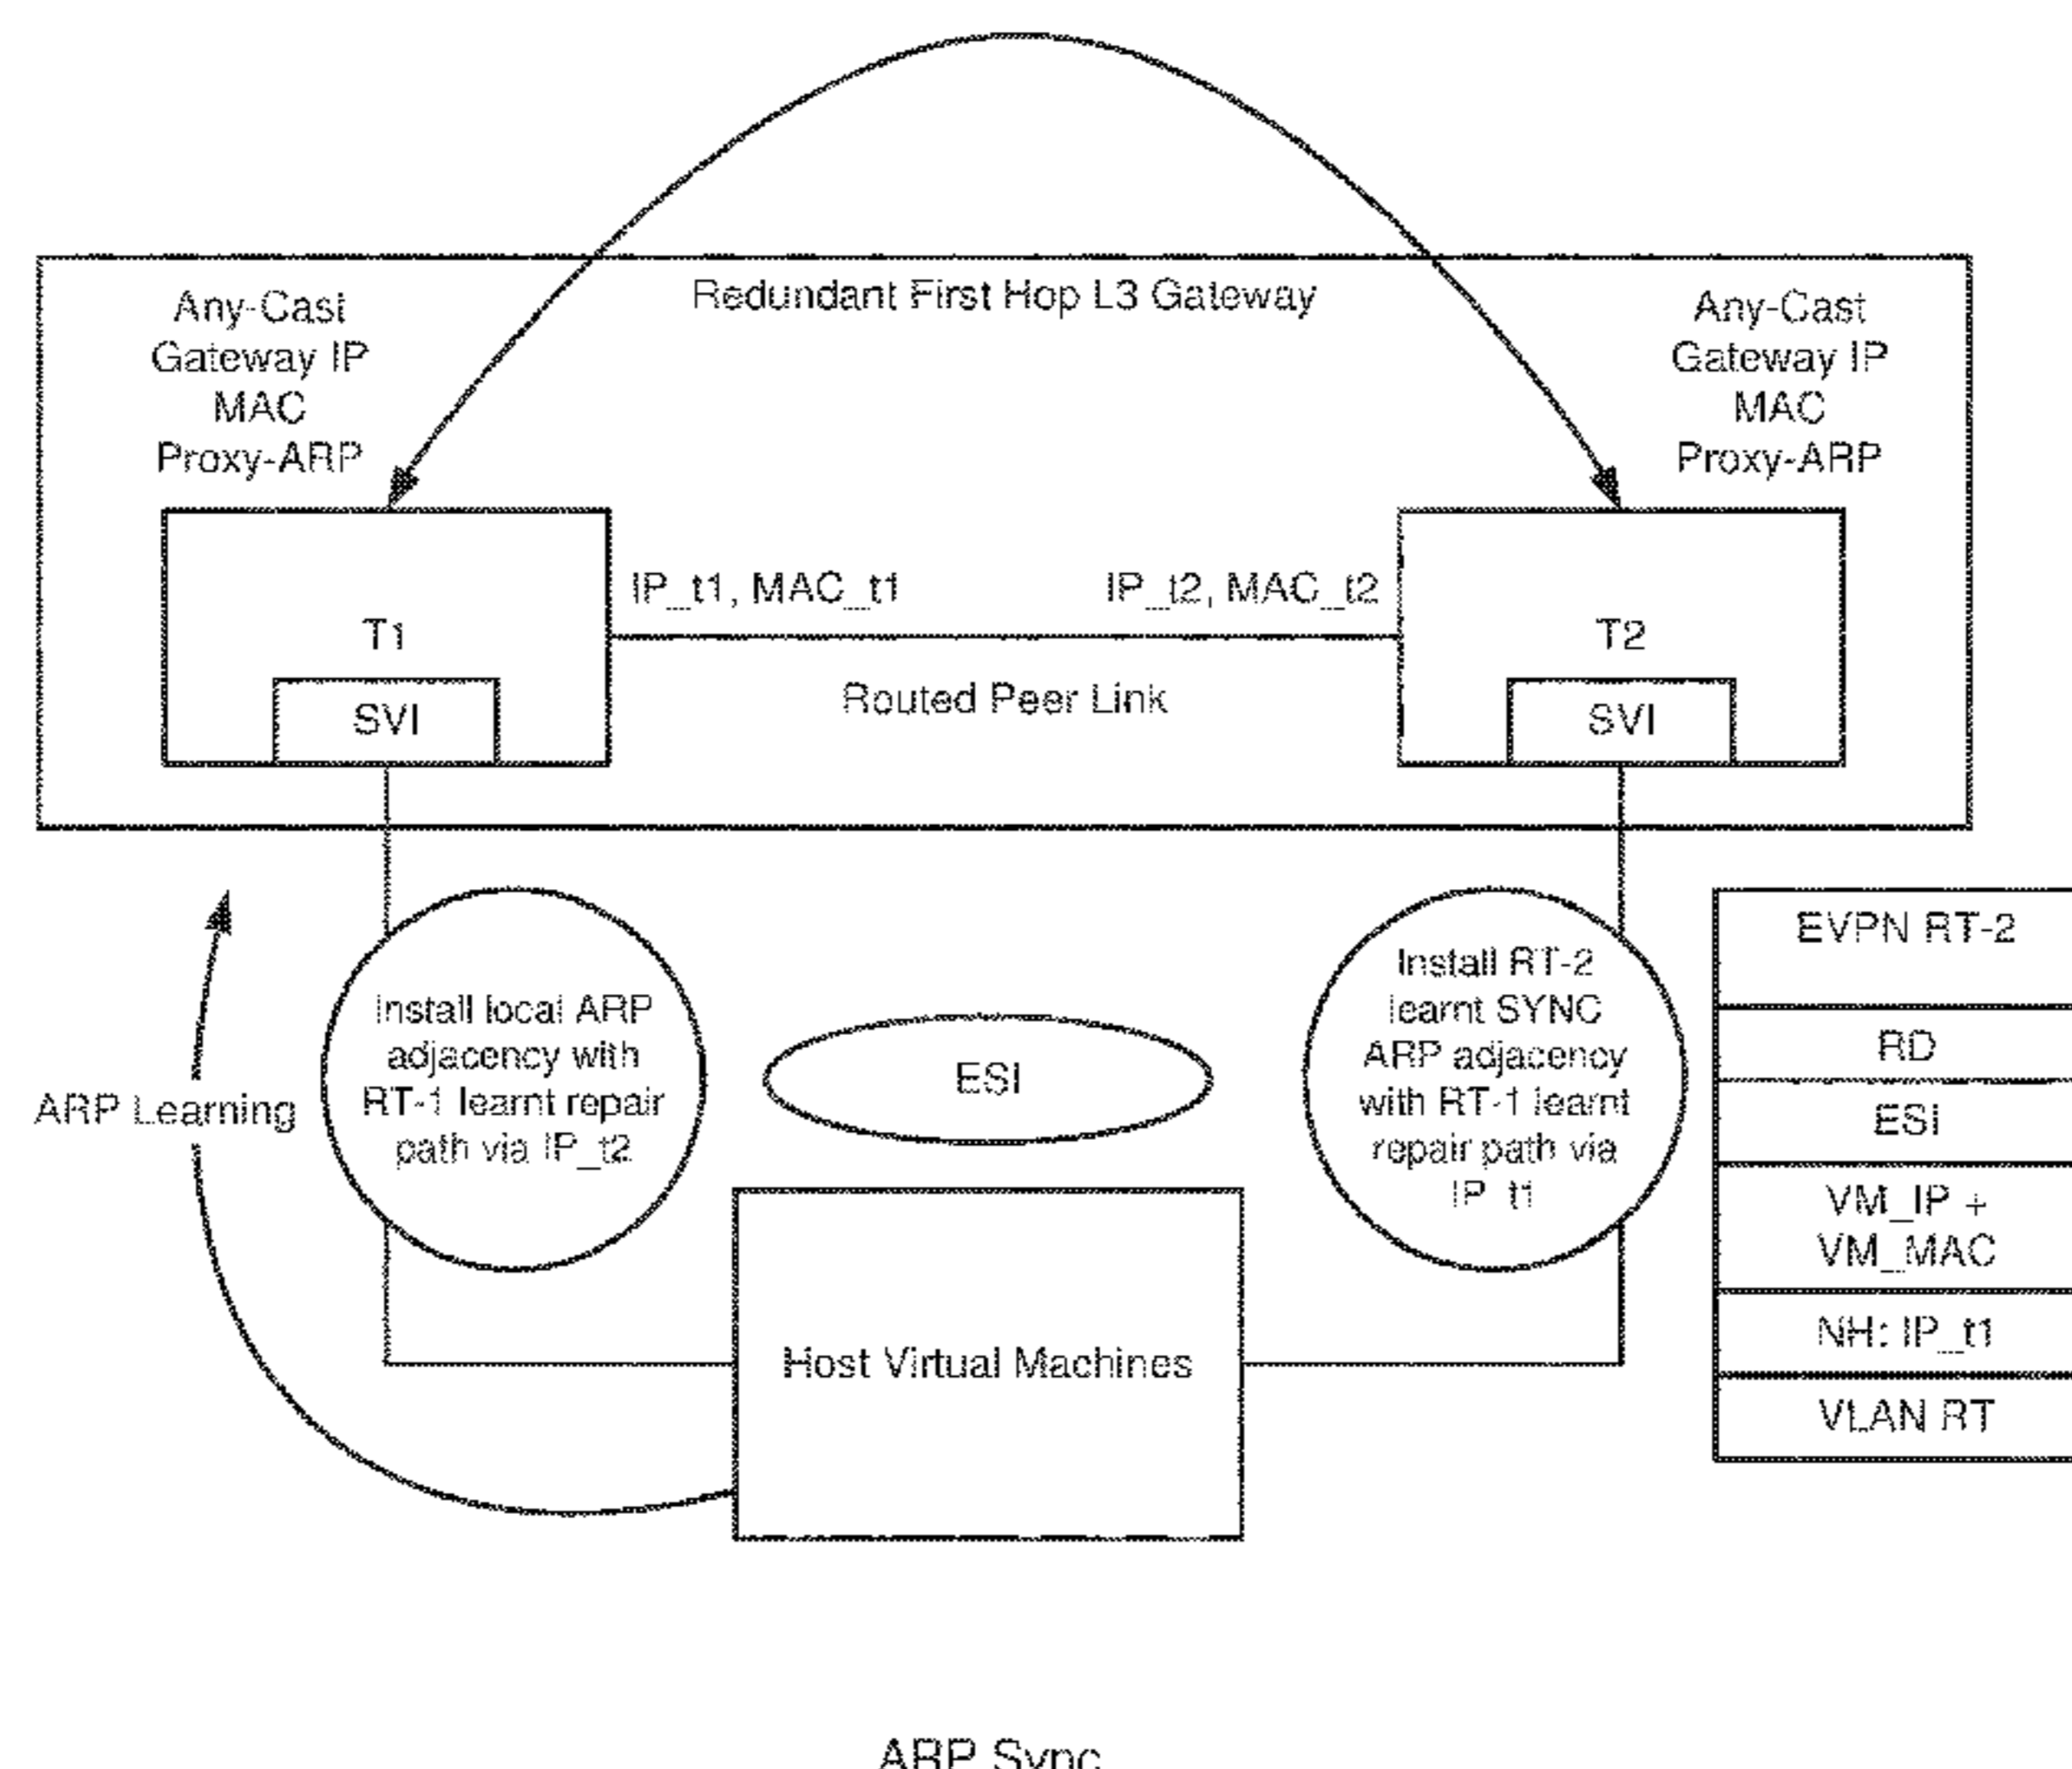 Redundant First Hop L3 Gateway
Any-Cast
Gateway IP
MAC
Proxy-ARP
Any-Cast
Gateway IP
MAC
Proxy-ARP
IP_t1, MAC_t1
IP_t2, MAC_t2
T1
T2
SVI
Routed Peer Link
SVI
ARP Learning
Install local ARP
adjacency with
RT-1 learnt repair
path via IP_t2
ESI
Install RT-2
learnt SYNC
ARP adjacency
with RT-1 learnt
repair path via
IP_t1
EVPN RT-2
RD
ESI
VM_IP +
VM_MAC
NH: IP_t1
VLAN RT
Host Virtual Machines
ARP Sync